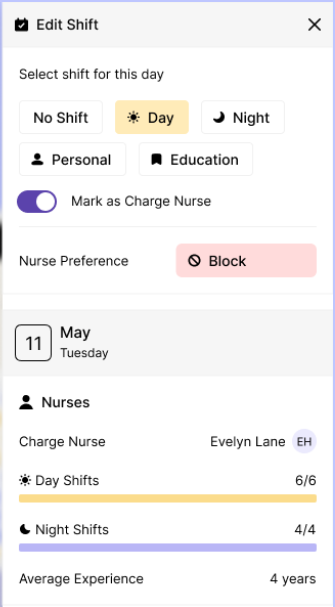 Edit Shift
Select shift for this day
No Shift Day Night
Personal Education
Mark as Charge Nurse
Nurse Preference Block
11 May
Tuesday
Nurses
Charge Nurse Evelyn Lane EH
Day Shifts 6/6
Night Shifts 4/4
Average Experience 4 years